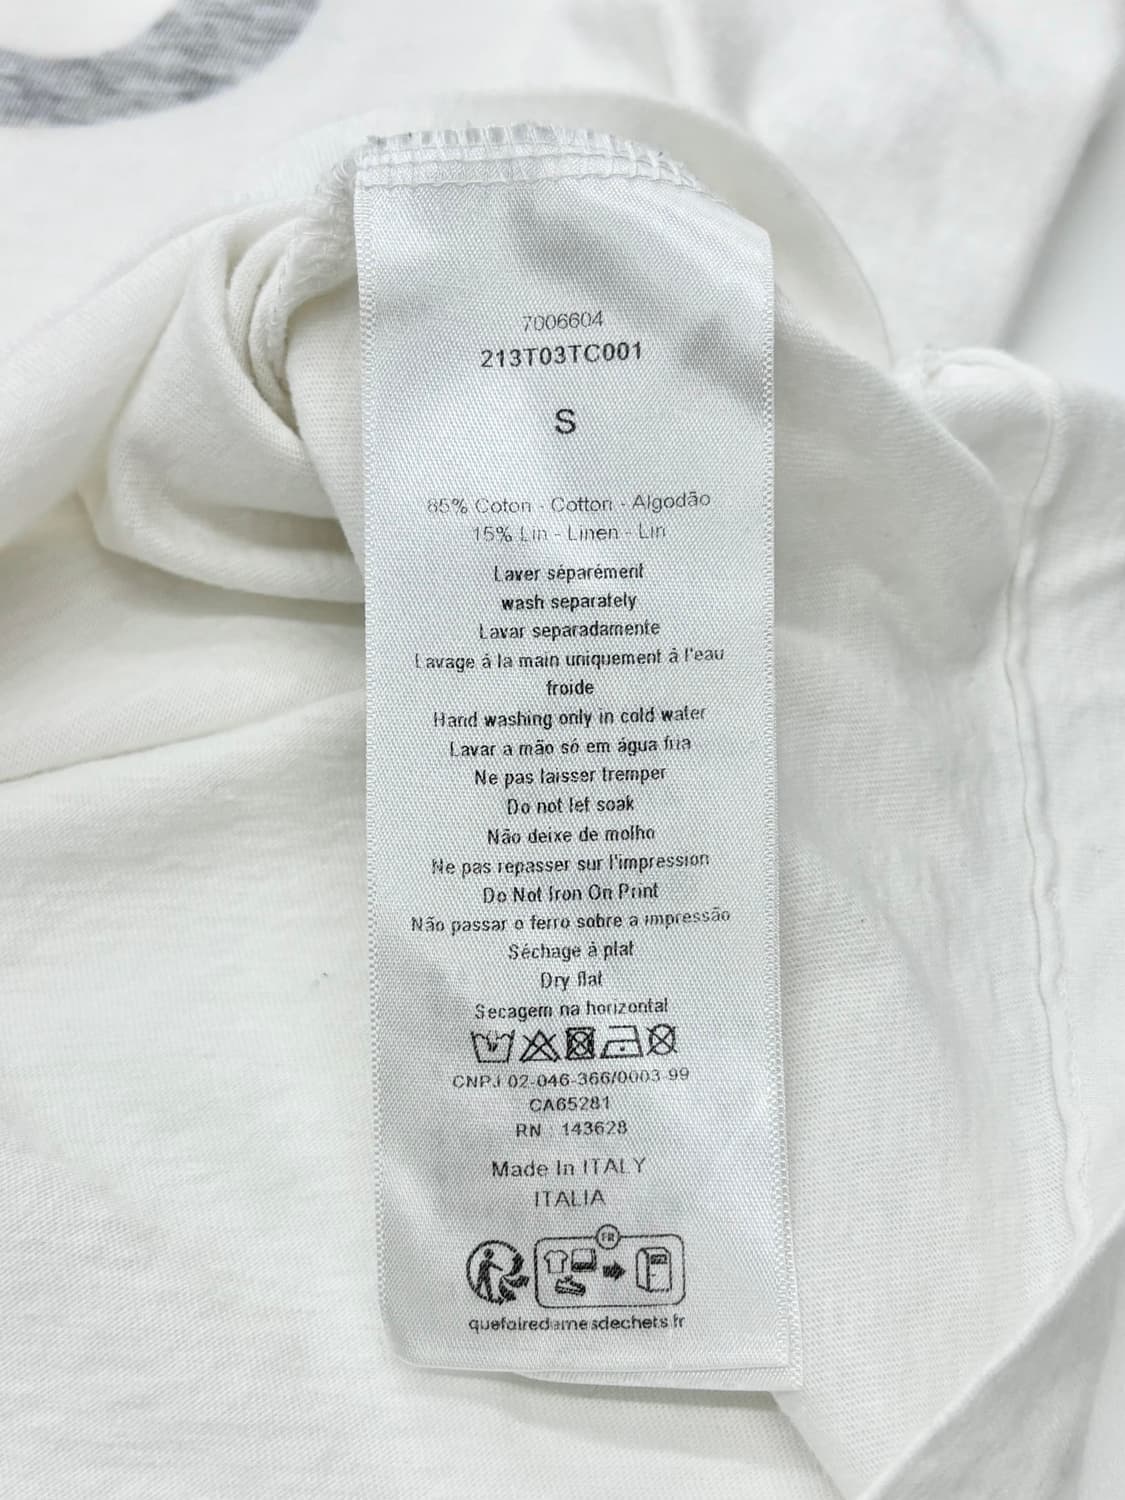 7006604
213T03TC001
S
85% Coton - Cotton - Algodão
15% Lin - Linen - Lin
Laver séparément
wash separately
Lavar separadamente
Lavage à la main uniquement à l'eau
froide
Hand washing only in cold water
Lavar a mão só em água fria
Ne pas laisser tremper
Do not let soak
Não deixe de molho
Ne pas repasser sur l'impression
Do Not Iron On Print
Não passar o ferro sobre a impressão
Séchage à plat
Dry flat
Secagem na horizontal
CNPJ 02-046-366/0003-99
CA65281
RN : 143628
Made In ITALY
ITALIA
FR
quefairedemesdechets.fr